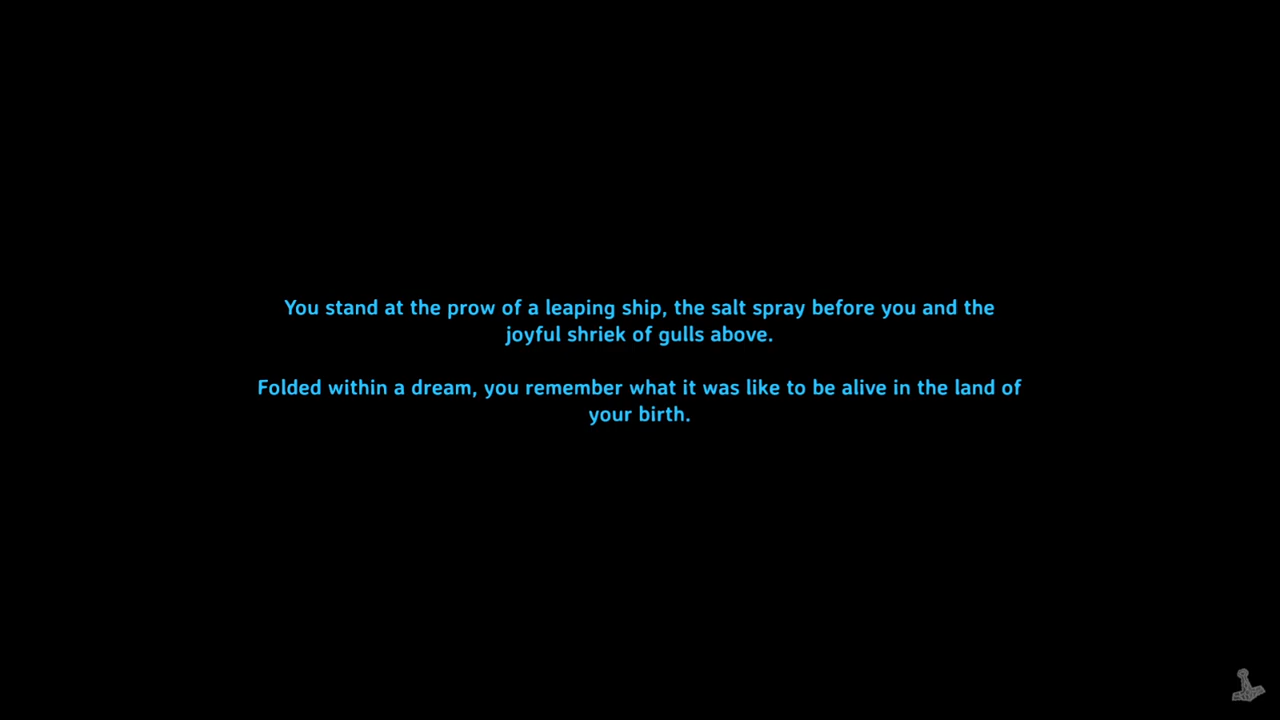 You stand at the prow of a leaping ship, the salt spray before you and the
joyful shriek of gulls above.
Folded within a dream, you remember what it was like to be alive in the land of
your birth.